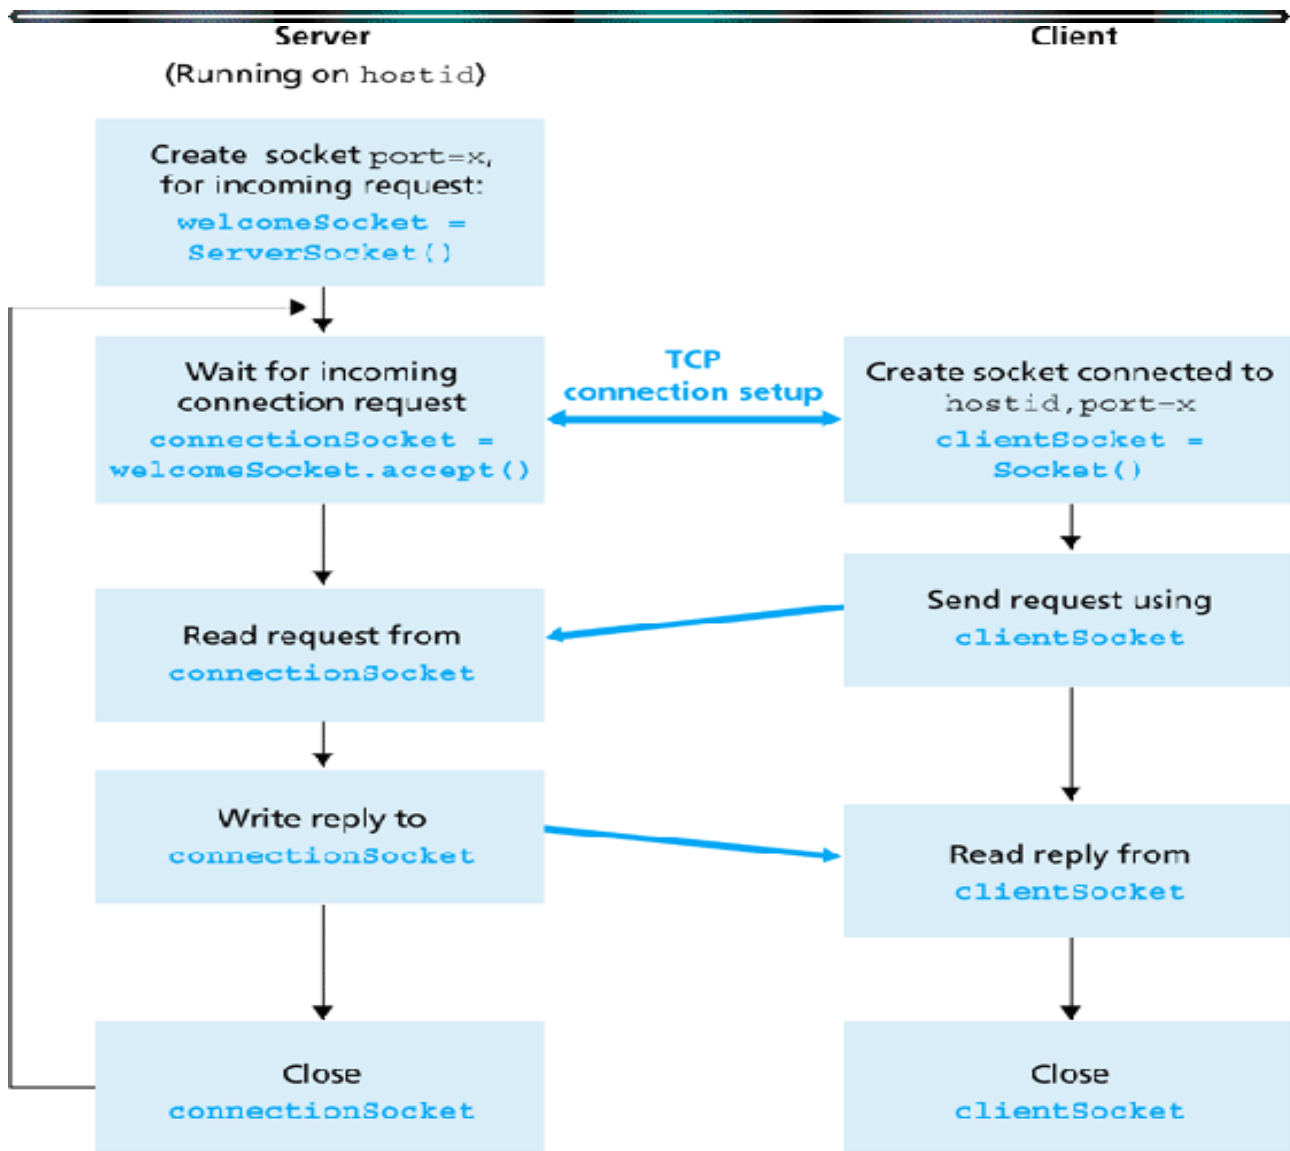 Server
(Running on hostid)
Create socket port=x,
for incoming request:
welcomeSocket =
ServerSocket()
Wait for incoming
connection request
connectionSocket =
welcomeSocket.accept()
Read request from
connectionSocket
Write reply to
connectionSocket
Close
connectionSocket
TCP
connection setup
Client
Create socket connected to
hostid,port=x
clientSocket =
Socket()
Send request using
clientSocket
Read reply from
clientSocket
Close
clientSocket